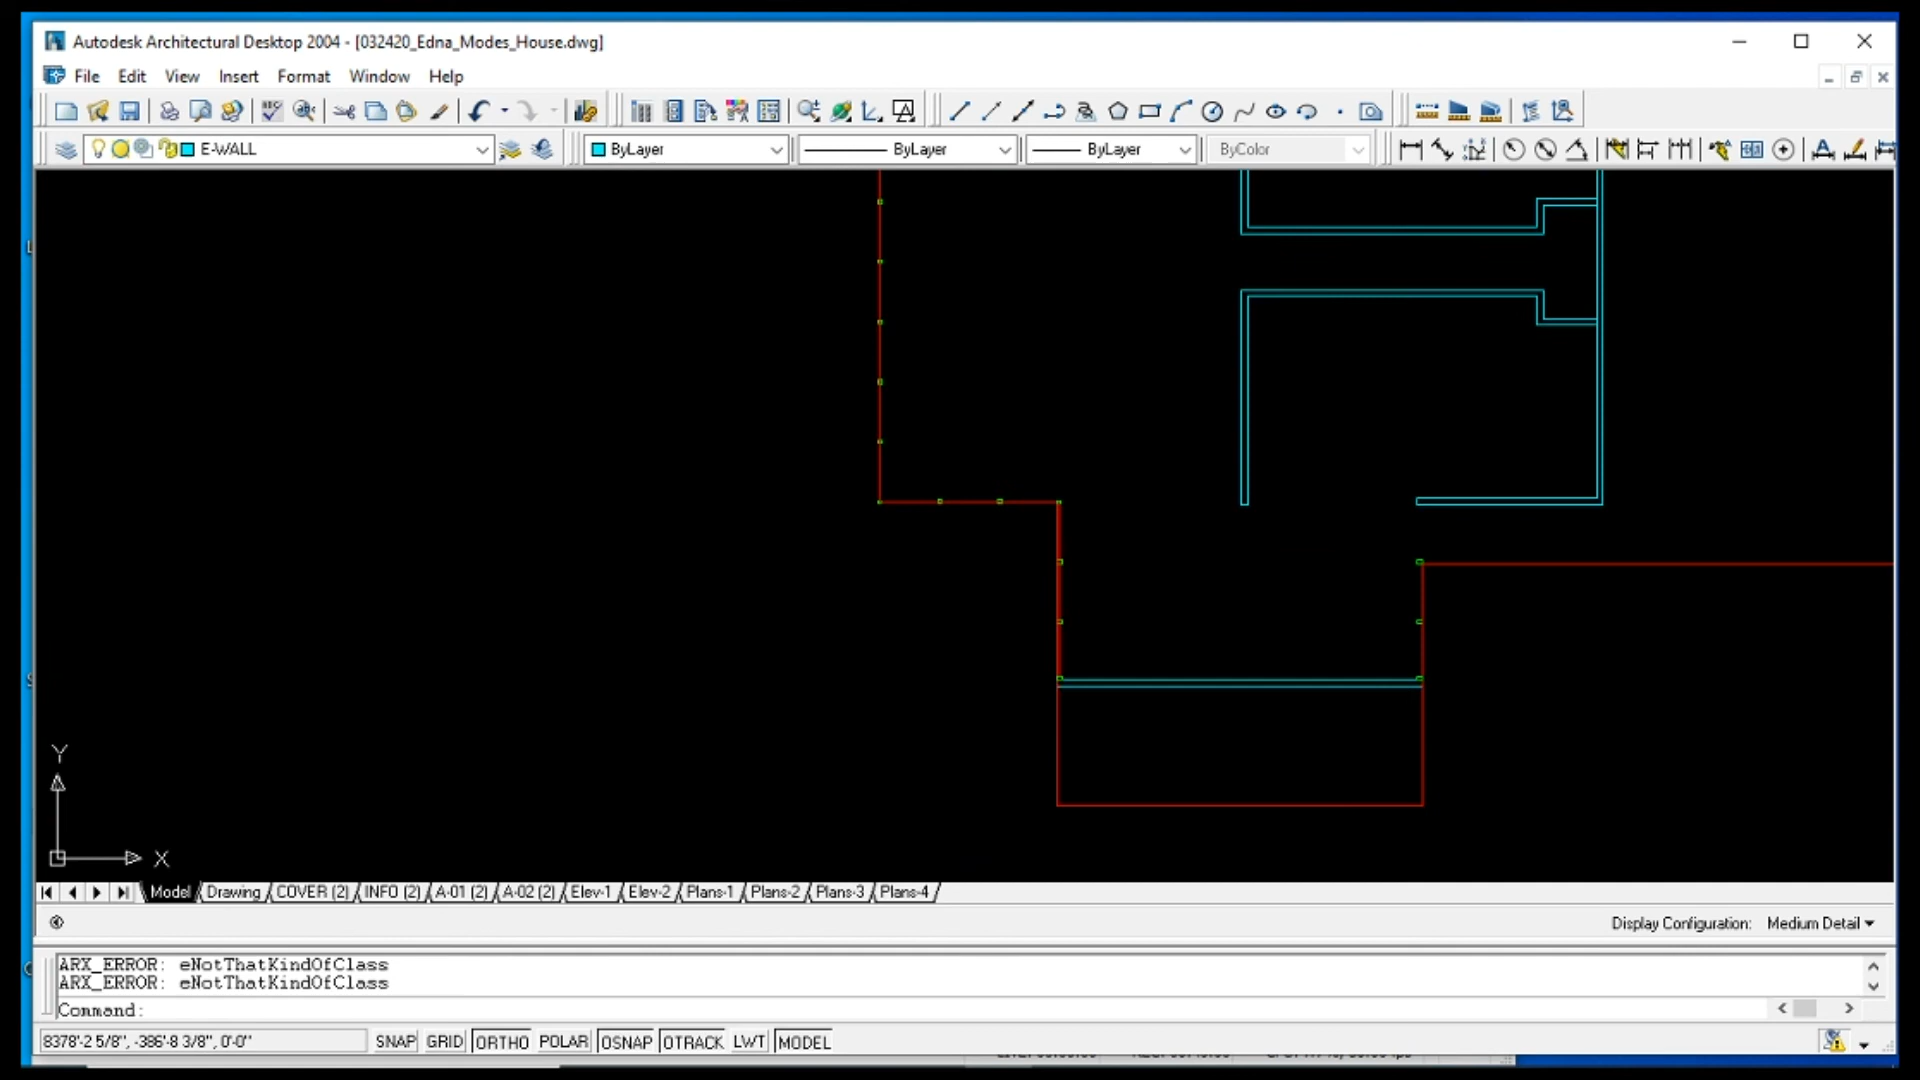 Autodesk Architectural Desktop 2004 - [032420_Edna_Modes_House.dwg]
File Edit View Insert Format Window Help
E-WALL ByLayer ByLayer ByLayer ByColor
Y
X
Model Drawing COVER (2) INFO (2) A-01 (2) A-02 (2) Elev-1 Elev-2 Plans-1 Plans-2 Plans-3 Plans-4
Display Configuration: Medium Detail
ARX_ERROR: eNotThatKindOfClass
ARX_ERROR: eNotThatKindOfClass
Command:
8378'-2 5/8", -386'-8 3/8", 0'-0" SNAP GRID ORTHO POLAR OSNAP OTRACK LWT MODEL